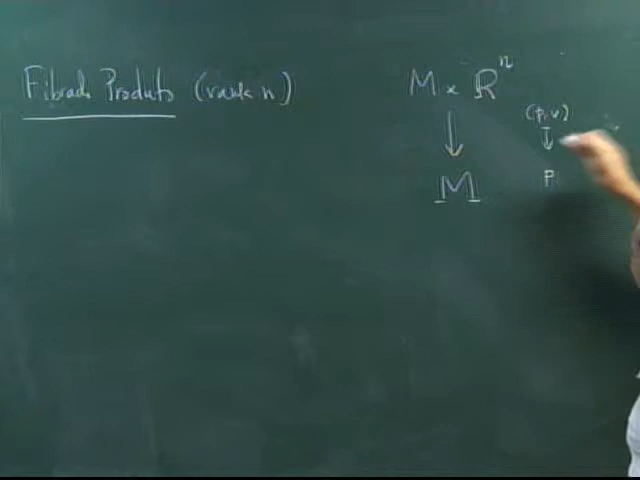 Fibrado Produto (rank n)
M × ℝⁿ
↓
M
(p,v)
↧
p